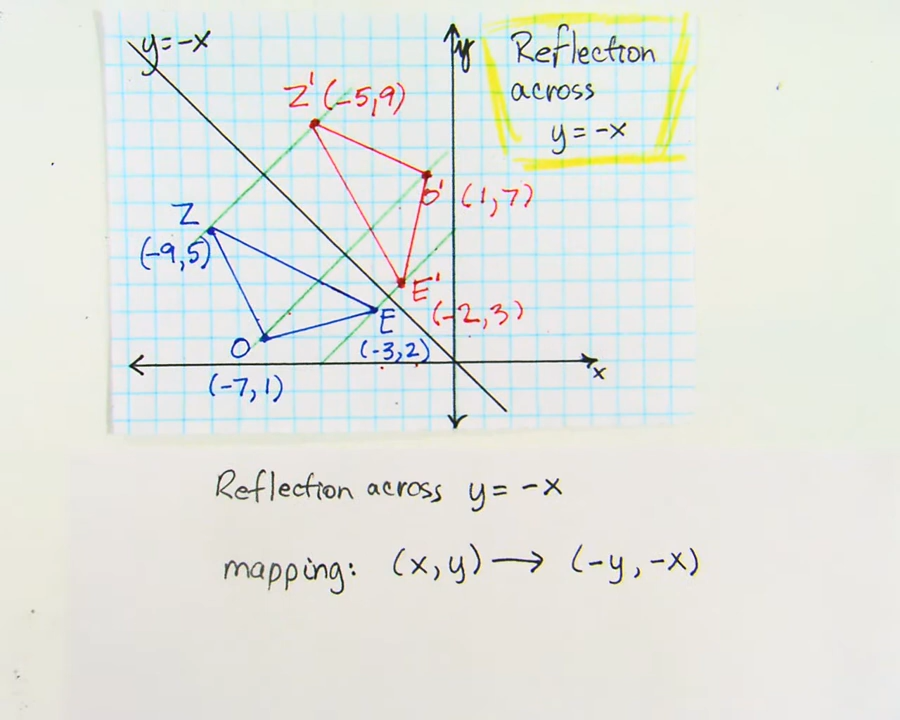 y=-x
y
Reflection
across
y=-x
Z' (-5,9)
O' (1,7)
Z
(-9,5)
E'
(-2,3)
E
(-3,2)
O
(-7,1)
x
Reflection across y=-x
mapping: (x,y) → (-y,-x)